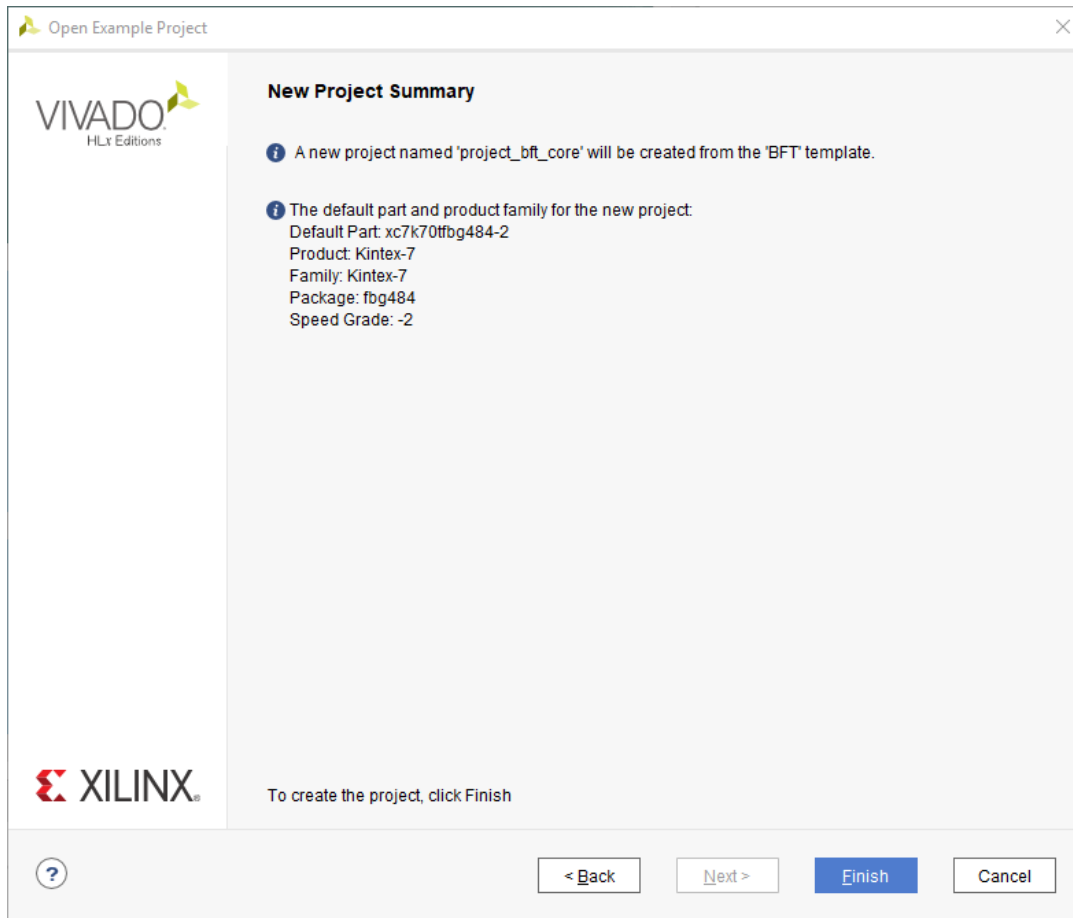 Open Example Project
VIVADO.
HLx Editions
New Project Summary
A new project named 'project_bft_core' will be created from the 'BFT' template.
The default part and product family for the new project:
Default Part: xc7k70tfbg484-2
Product: Kintex-7
Family: Kintex-7
Package: fbg484
Speed Grade: -2
XILINX®
To create the project, click Finish
?
< Back
Next >
Finish
Cancel